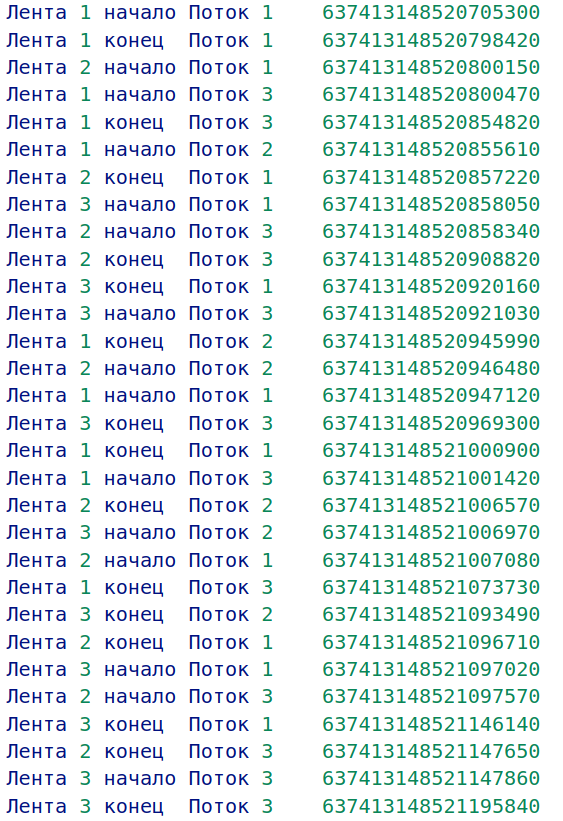 Лента 1 начало Поток 1    637413148520705300
Лента 1 конец  Поток 1    637413148520798420
Лента 2 начало Поток 1    637413148520800150
Лента 1 начало Поток 3    637413148520800470
Лента 1 конец  Поток 3    637413148520854820
Лента 1 начало Поток 2    637413148520855610
Лента 2 конец  Поток 1    637413148520857220
Лента 3 начало Поток 1    637413148520858050
Лента 2 начало Поток 3    637413148520858340
Лента 2 конец  Поток 3    637413148520908820
Лента 3 конец  Поток 1    637413148520920160
Лента 3 начало Поток 3    637413148520921030
Лента 1 конец  Поток 2    637413148520945990
Лента 2 начало Поток 2    637413148520946480
Лента 1 начало Поток 1    637413148520947120
Лента 3 конец  Поток 3    637413148520969300
Лента 1 конец  Поток 1    637413148521000900
Лента 1 начало Поток 3    637413148521001420
Лента 2 конец  Поток 2    637413148521006570
Лента 3 начало Поток 2    637413148521006970
Лента 2 начало Поток 1    637413148521007080
Лента 1 конец  Поток 3    637413148521073730
Лента 3 конец  Поток 2    637413148521093490
Лента 2 конец  Поток 1    637413148521096710
Лента 3 начало Поток 1    637413148521097020
Лента 2 начало Поток 3    637413148521097570
Лента 3 конец  Поток 1    637413148521146140
Лента 2 конец  Поток 3    637413148521147650
Лента 3 начало Поток 3    637413148521147860
Лента 3 конец  Поток 3    637413148521195840